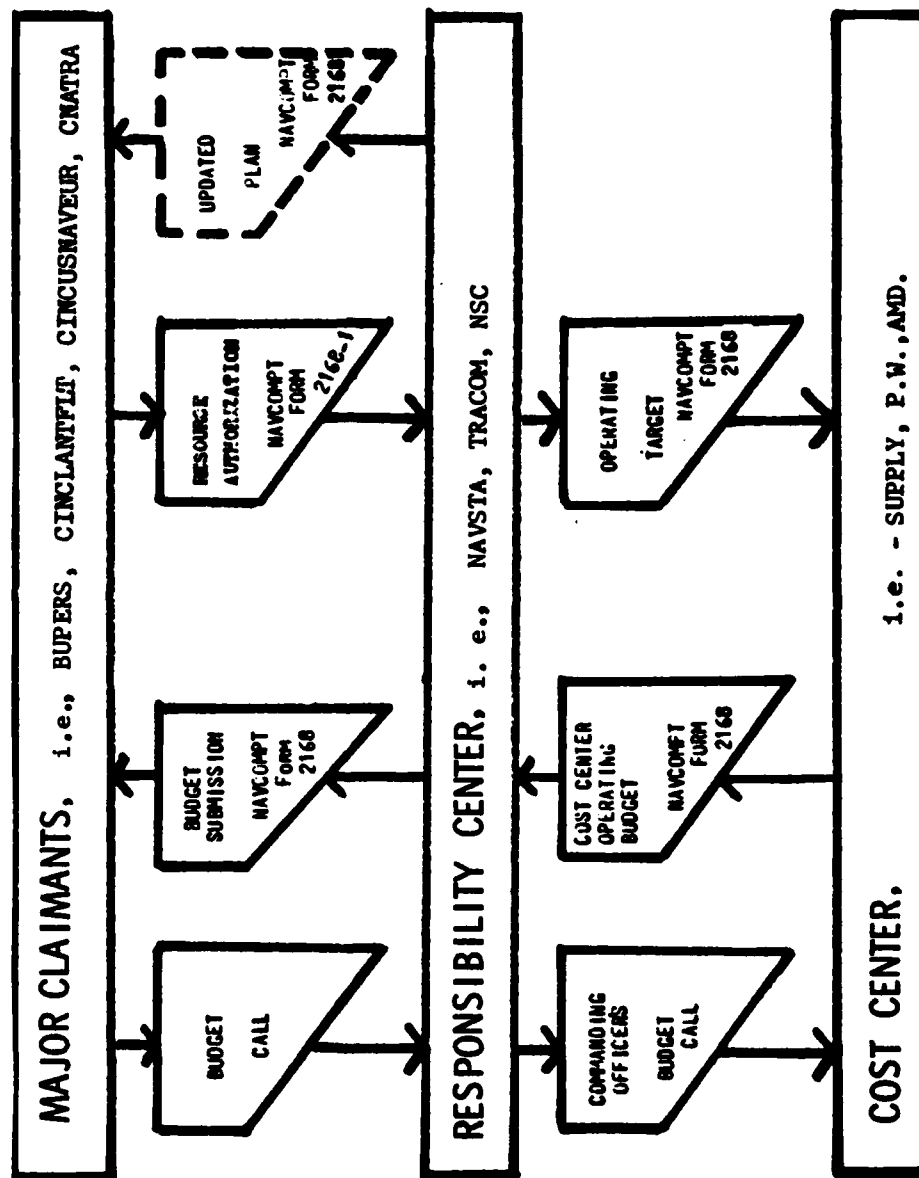 MAJOR CLAIMANTS, i.e., BUPERS, CINCLANTFLT, CINCUSNAVEUR, CNATRA
BUDGET
CALL
BUDGET
SUBMISSION
NAVCOMPT
FORM
2168
RESOURCE
AUTHORIZATION
NAVCOMPT
FORM
2168-1
UPDATED
PLAN
NAVCOMPT
FORM
2168
RESPONSIBILITY CENTER, i. e., NAVSTA, TRACOM, NSC
COMMANDING
OFFICERS
BUDGET
CALL
COST CENTER
OPERATING
BUDGET
NAVCOMPT
FORM
2168
OPERATING
TARGET
NAVCOMPT
FORM
2168
COST CENTER, i.e. - SUPPLY, P.W.,AMD.